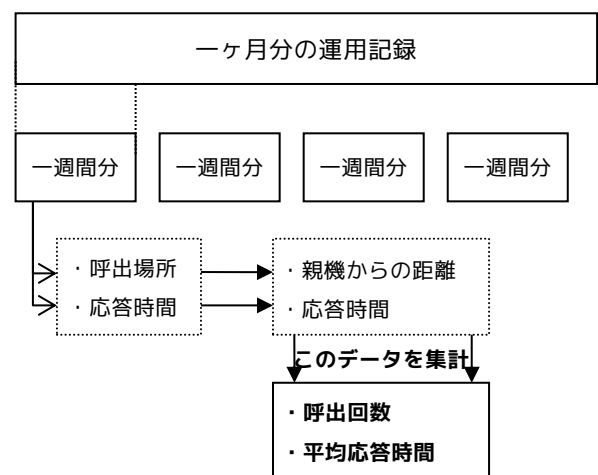 一ヶ月分の運用記録
一週間分
一週間分
一週間分
一週間分
・呼出場所
・応答時間
・親機からの距離
・応答時間
このデータを集計
・呼出回数
・平均応答時間